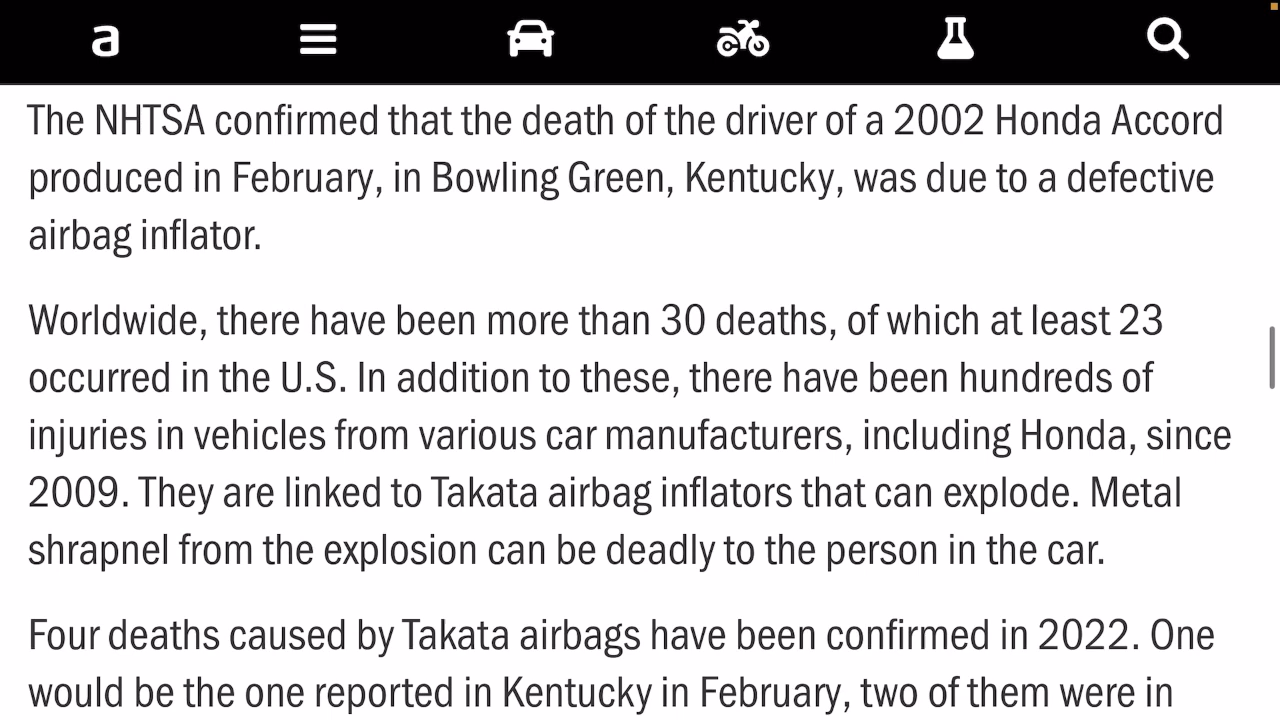 a
The NHTSA confirmed that the death of the driver of a 2002 Honda Accord
produced in February, in Bowling Green, Kentucky, was due to a defective
airbag inflator.
Worldwide, there have been more than 30 deaths, of which at least 23
occurred in the U.S. In addition to these, there have been hundreds of
injuries in vehicles from various car manufacturers, including Honda, since
2009. They are linked to Takata airbag inflators that can explode. Metal
shrapnel from the explosion can be deadly to the person in the car.
Four deaths caused by Takata airbags have been confirmed in 2022. One
would be the one reported in Kentucky in February, two of them were in